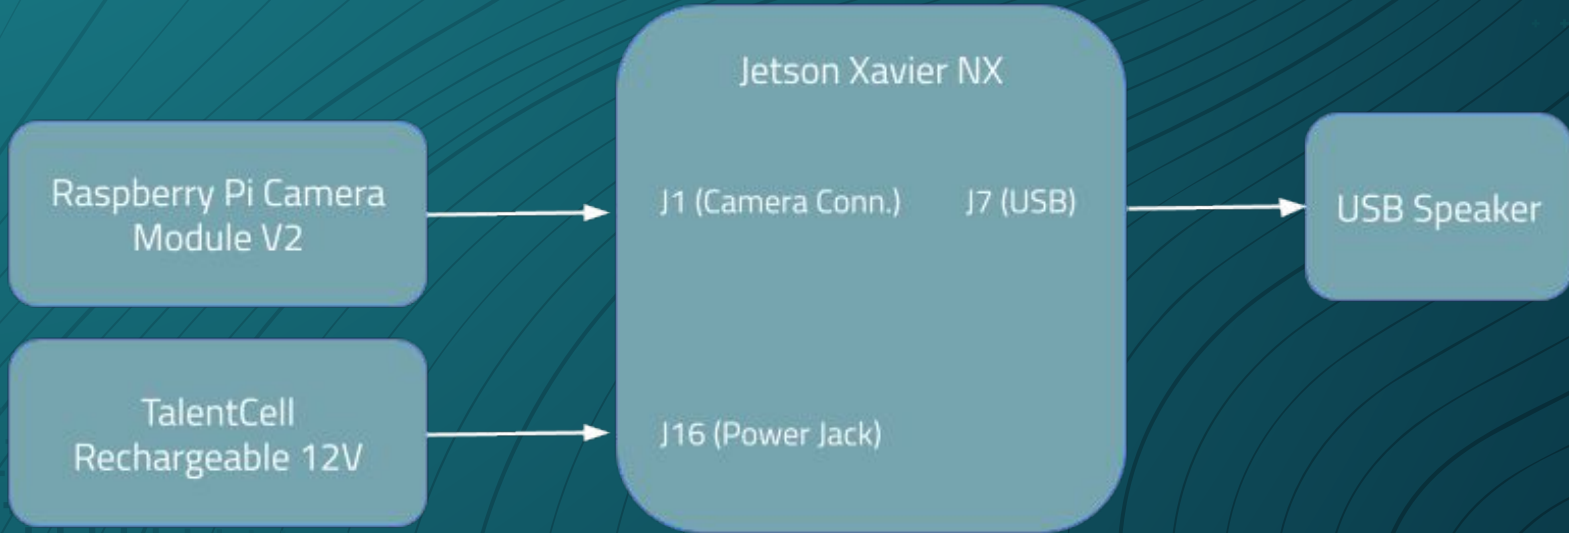 Jetson Xavier NX
Raspberry Pi Camera
Module V2
J1 (Camera Conn.)
J7 (USB)
USB Speaker
TalentCell
Rechargeable 12V
J16 (Power Jack)